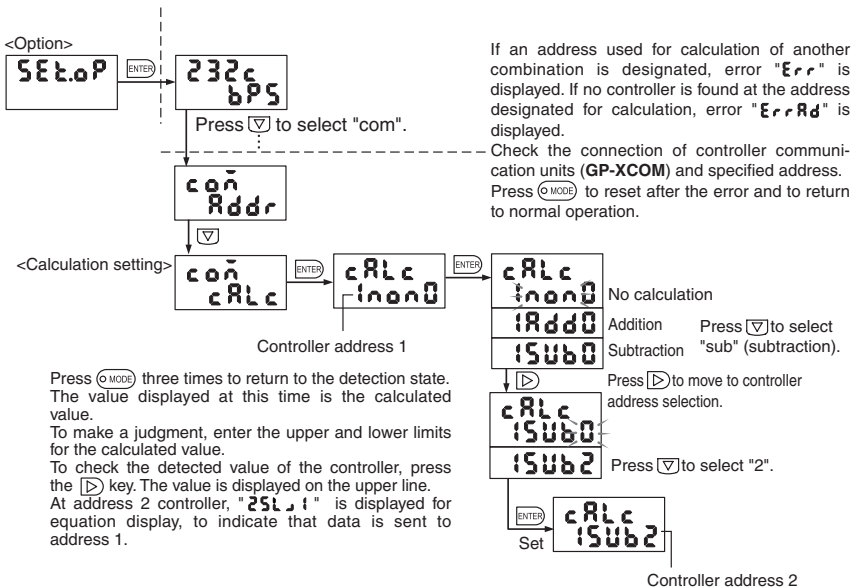 <Option>
SEt.oP
ENTER
232c
bPS
Press ▽ to select "com".
If an address used for calculation of another
combination is designated, error "Err" is
displayed. If no controller is found at the address
designated for calculation, error "ErrAd" is
displayed.
Check the connection of controller communi-
cation units (GP-XCOM) and specified address.
Press MODE to reset after the error and to return
to normal operation.
com
Addr
▽
<Calculation setting>
com
cALc
ENTER
cALc
1non0
ENTER
cALc
1non0 No calculation
1Add0 Addition
1Sub0 Subtraction
Press ▽ to select
"sub" (subtraction).
Controller address 1
▷
Press ▷ to move to controller
address selection.
cALc
1Sub0
1Sub2
Press ▽ to select "2".
ENTER
Set
cALc
1Sub2
Controller address 2
Press MODE three times to return to the detection state.
The value displayed at this time is the calculated
value.
To make a judgment, enter the upper and lower limits
for the calculated value.
To check the detected value of the controller, press
the ▷ key. The value is displayed on the upper line.
At address 2 controller, " " is displayed for
equation display, to indicate that data is sent to
address 1.